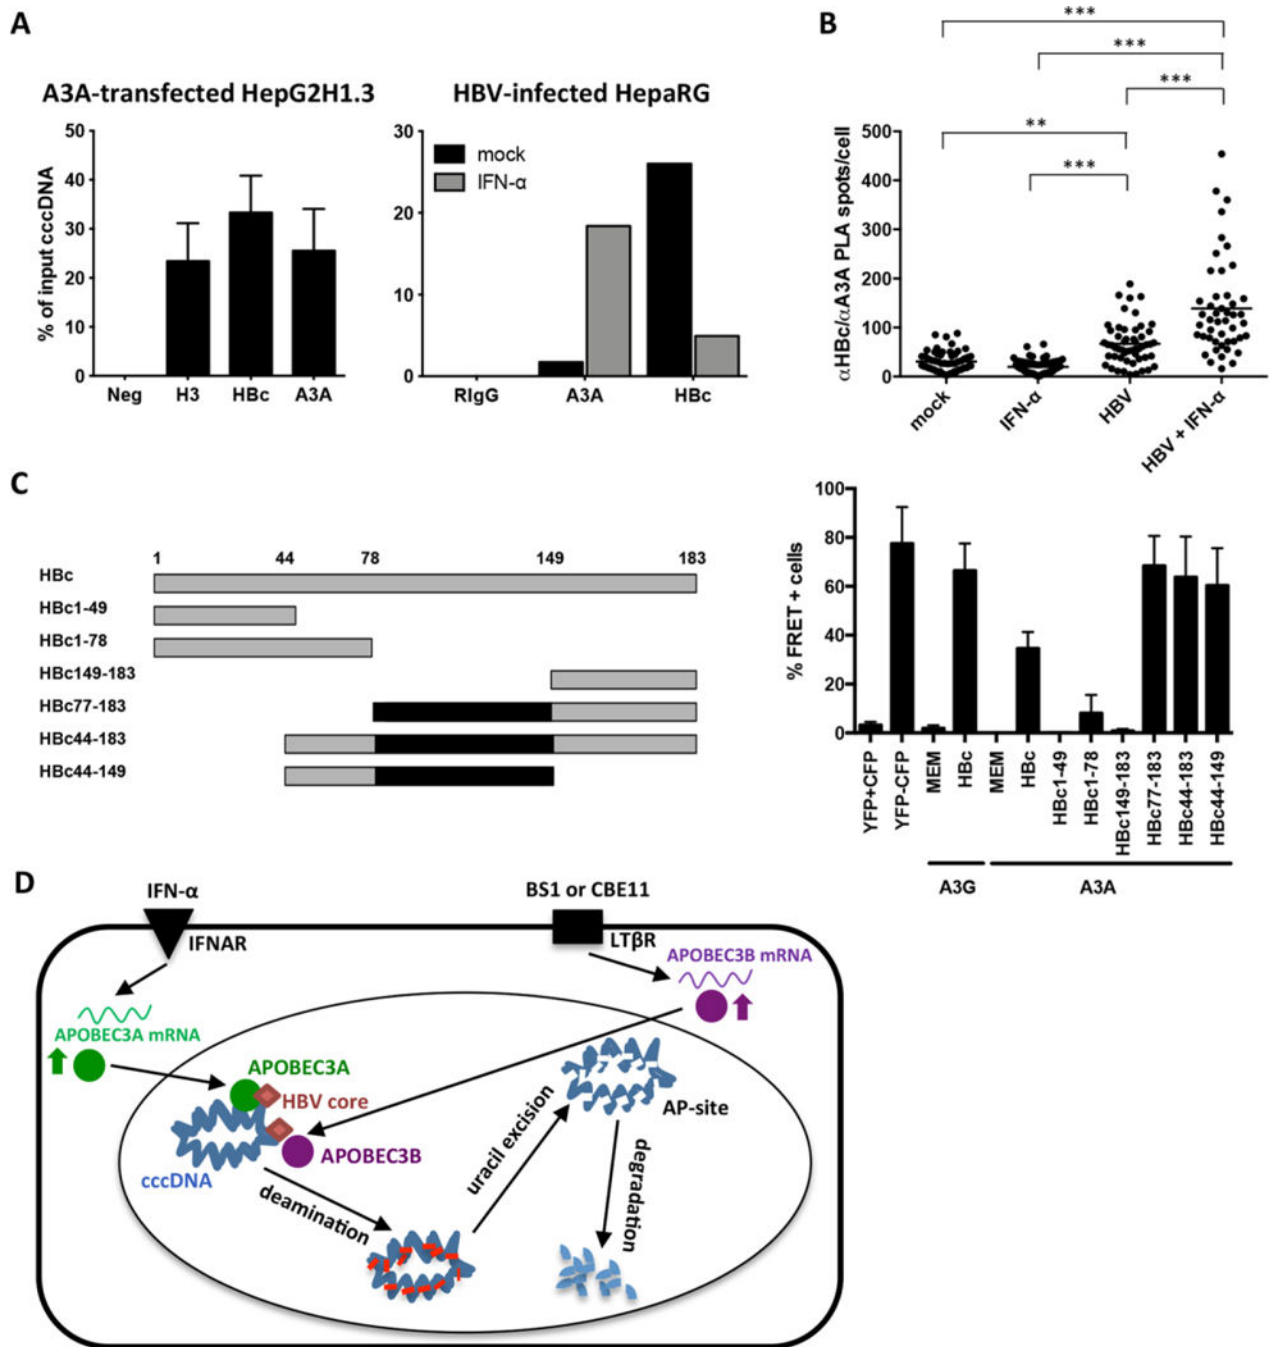 A
A3A-transfected HepG2H1.3
% of input cccDNA
50
40
30
20
10
0
Neg H3 HBc A3A
HBV-infected HepaRG
30
20
10
0
mock
IFN-α
RIgG A3A HBc
B
***
***
***
**
***
αHBc/αA3A PLA spots/cell
500
400
300
200
100
0
mock
IFN-α
HBV
HBV + IFN-α
C
1 44 78 149 183
HBc
HBc1-49
HBc1-78
HBc149-183
HBc77-183
HBc44-183
HBc44-149
% FRET + cells
100
80
60
40
20
0
YFP+CFP
YFP-CFP
MEM
HBc
MEM
HBc
HBc1-49
HBc1-78
HBc149-183
HBc77-183
HBc44-183
HBc44-149
A3G A3A
D
IFN-α
IFNAR
BS1 or CBE11
LTβR
APOBEC3B mRNA
APOBEC3A mRNA
APOBEC3A
HBV core
APOBEC3B
cccDNA
deamination
uracil excision
AP-site
degradation